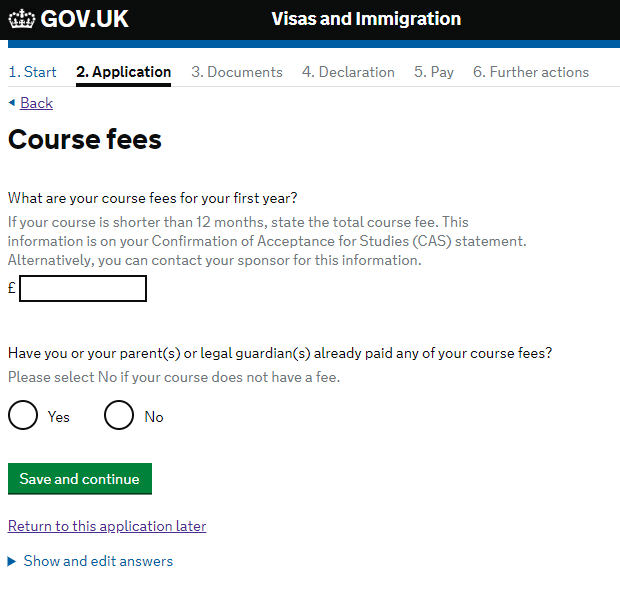 GOV.UK
Visas and Immigration
1. Start 2. Application 3. Documents 4. Declaration 5. Pay 6. Further actions
Back
Course fees
What are your course fees for your first year?
If your course is shorter than 12 months, state the total course fee. This
information is on your Confirmation of Acceptance for Studies (CAS) statement.
Alternatively, you can contact your sponsor for this information.
£
Have you or your parent(s) or legal guardian(s) already paid any of your course fees?
Please select No if your course does not have a fee.
Yes No
Save and continue
Return to this application later
Show and edit answers